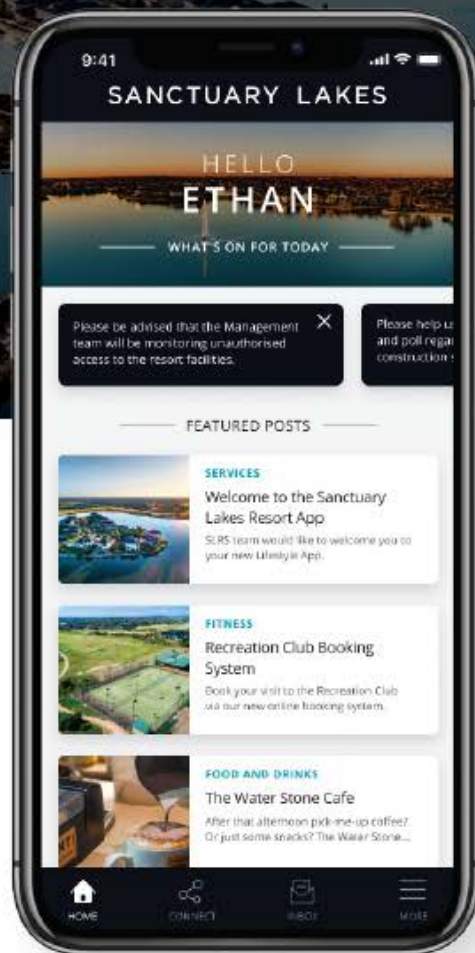 9:41
SANCTUARY LAKES
HELLO
ETHAN
WHAT'S ON FOR TODAY
Please be advised that the Management
team will be monitoring unauthorised
access to the resort facilities.
Please help
and poll
construction
FEATURED POSTS
SERVICES
Welcome to the Sanctuary
Lakes Resort App
SLRS team would like to welcome you to
your new Lifestyle App.
FITNESS
Recreation Club Booking
System
Book your visit to the Recreation Club
via our new online booking system.
FOOD AND DRINKS
The Water Stone Cafe
After that afternoon pick-me-up coffee?
Or just some snacks? The Water Stone...
HOME
CONNECT
INBOX
MORE